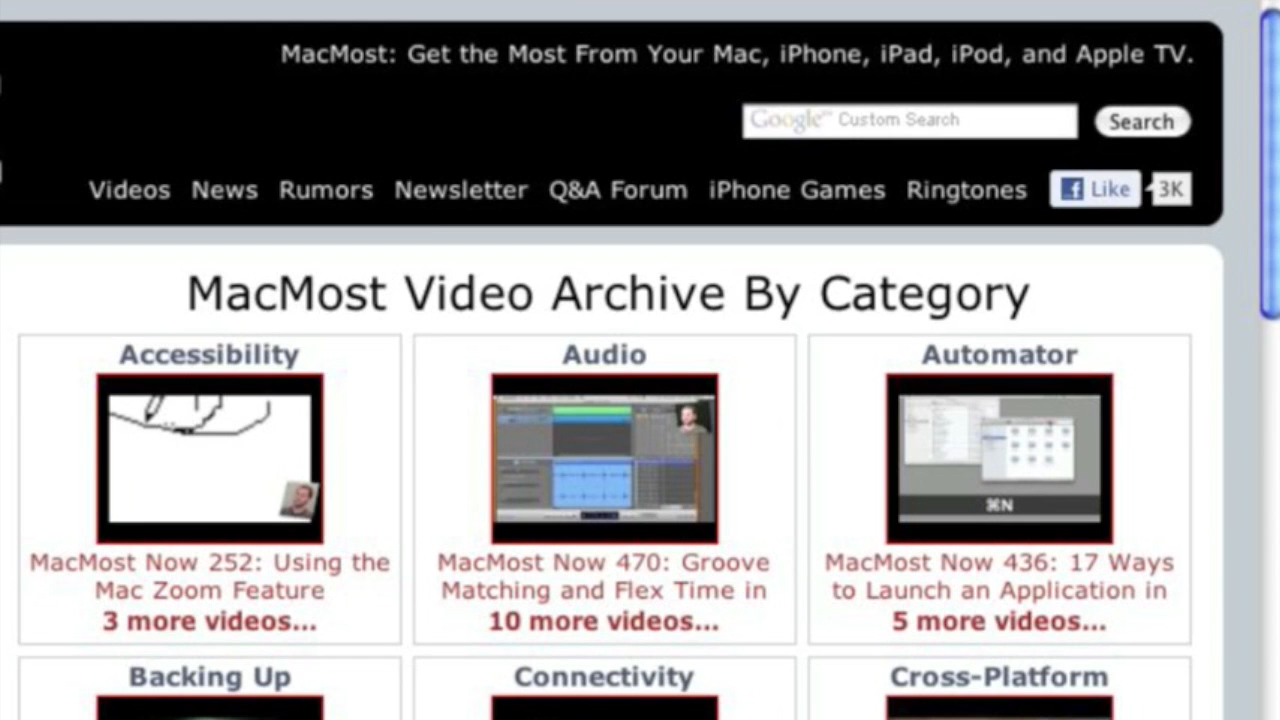 MacMost: Get the Most From Your Mac, iPhone, iPad, iPod, and Apple TV.
Google™ Custom Search
Search
Videos News Rumors Newsletter Q&A Forum iPhone Games Ringtones Like 3K
MacMost Video Archive By Category
Accessibility Audio Automator
⌘N
MacMost Now 252: Using the MacMost Now 470: Groove MacMost Now 436: 17 Ways
Mac Zoom Feature Matching and Flex Time in to Launch an Application in
3 more videos... 10 more videos... 5 more videos...
Backing Up Connectivity Cross-Platform